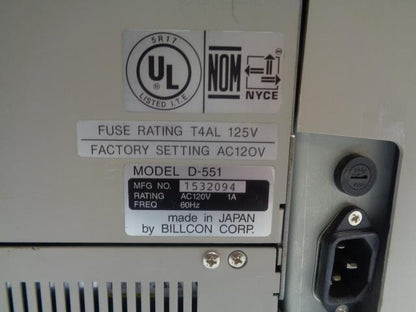 5R17
UL
®
LISTED I.T.E
NOM
NYCE
FUSE RATING T4AL 125V
FACTORY SETTING AC120V
MODEL D-551
MFG NO. 1532094
RATING AC120V 1A
FREQ 60Hz
made in JAPAN
by BILLCON CORP.